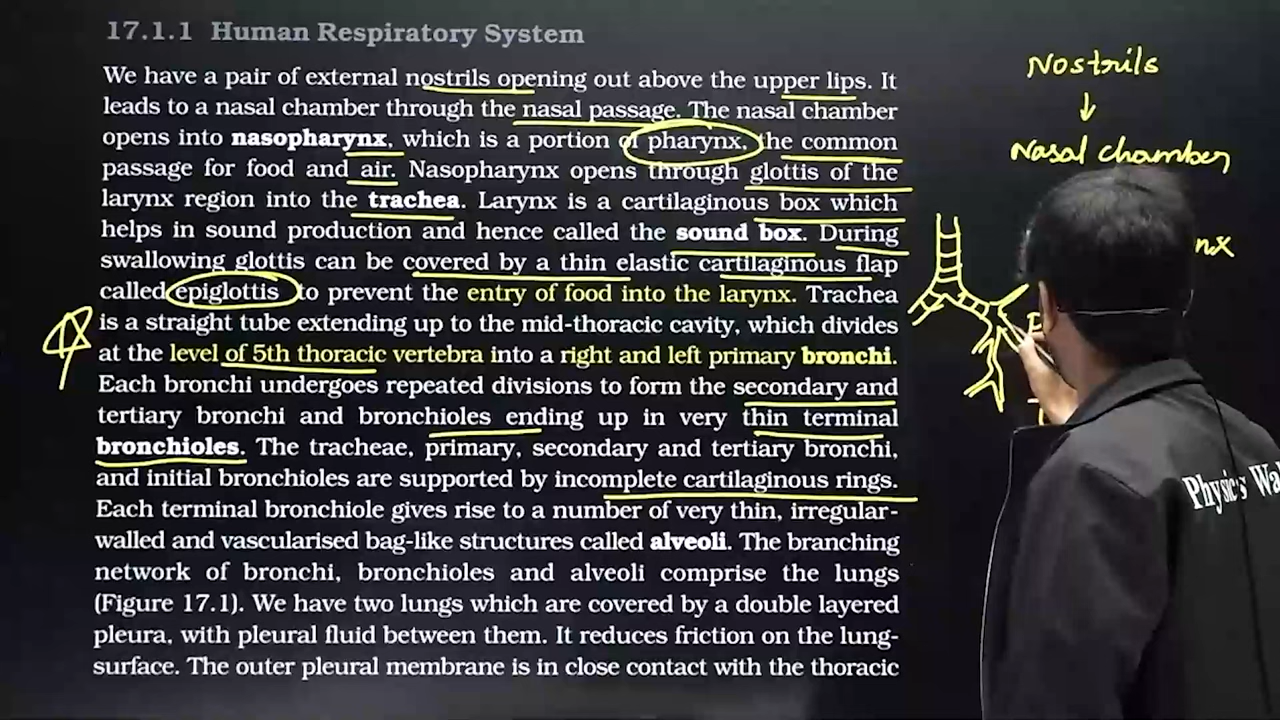 17.1.1 Human Respiratory System
We have a pair of external nostrils opening out above the upper lips. It
leads to a nasal chamber through the nasal passage. The nasal chamber
opens into nasopharynx, which is a portion of pharynx, the common
passage for food and air. Nasopharynx opens through glottis of the
larynx region into the trachea. Larynx is a cartilaginous box which
helps in sound production and hence called the sound box. During
swallowing glottis can be covered by a thin elastic cartilaginous flap
called epiglottis to prevent the entry of food into the larynx. Trachea
is a straight tube extending up to the mid-thoracic cavity, which divides
at the level of 5th thoracic vertebra into a right and left primary bronchi.
Each bronchi undergoes repeated divisions to form the secondary and
tertiary bronchi and bronchioles ending up in very thin terminal
bronchioles. The tracheae, primary, secondary and tertiary bronchi,
and initial bronchioles are supported by incomplete cartilaginous rings.
Each terminal bronchiole gives rise to a number of very thin, irregular-
walled and vascularised bag-like structures called alveoli. The branching
network of bronchi, bronchioles and alveoli comprise the lungs
(Figure 17.1). We have two lungs which are covered by a double layered
pleura, with pleural fluid between them. It reduces friction on the lung-
surface. The outer pleural membrane is in close contact with the thoracic
Nostrils
Nasal chamber
nx
Physics Wa